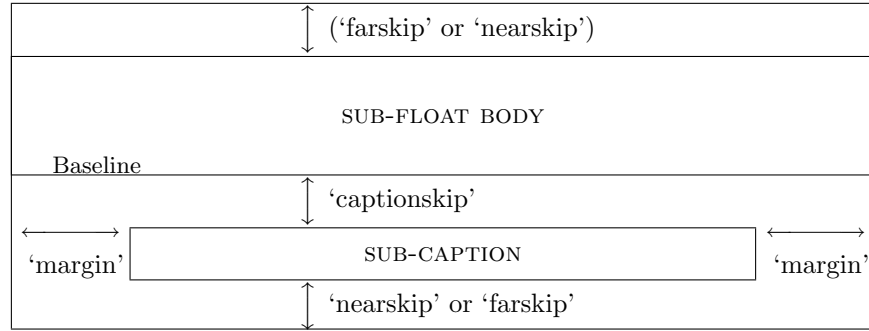 (‘farskip’ or ‘nearskip’)
SUB-FLOAT BODY
Baseline
‘captionskip’
SUB-CAPTION
‘margin’ ‘margin’
‘nearskip’ or ‘farskip’